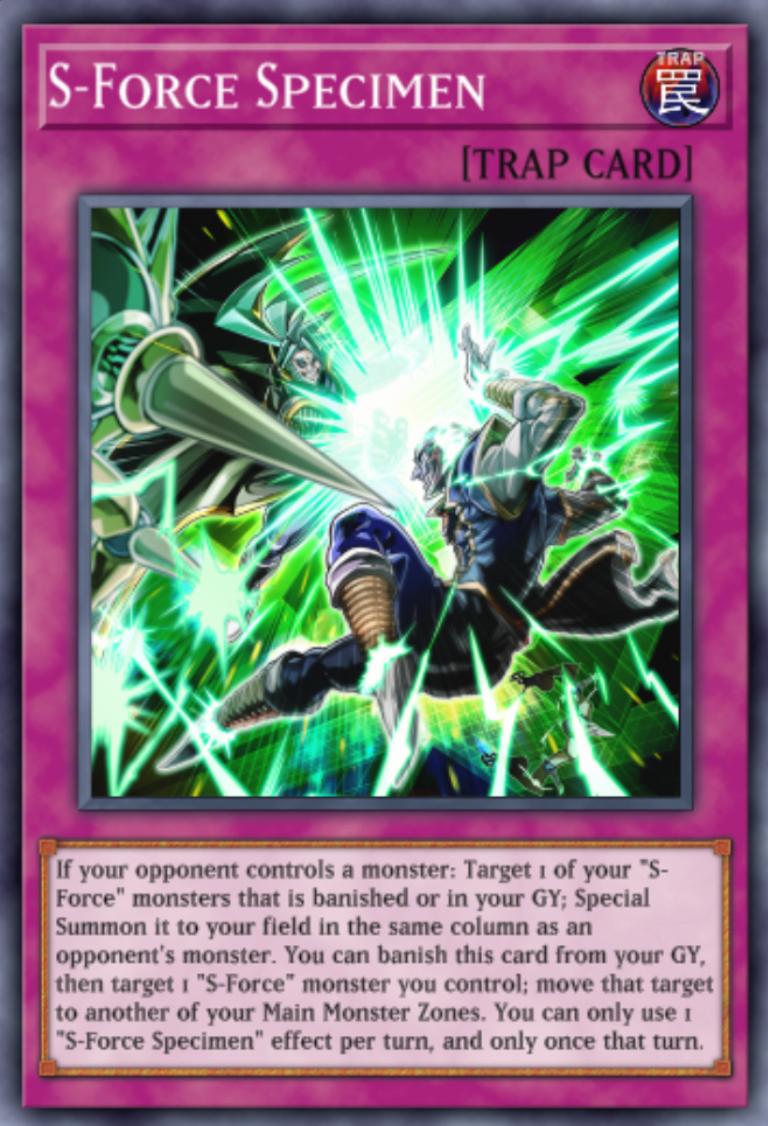 S-Force Specimen
TRAP
罠
[TRAP CARD]
If your opponent controls a monster: Target 1 of your "S-
Force" monsters that is banished or in your GY; Special
Summon it to your field in the same column as an
opponent's monster. You can banish this card from your GY,
then target 1 "S-Force" monster you control; move that target
to another of your Main Monster Zones. You can only use 1
"S-Force Specimen" effect per turn, and only once that turn.